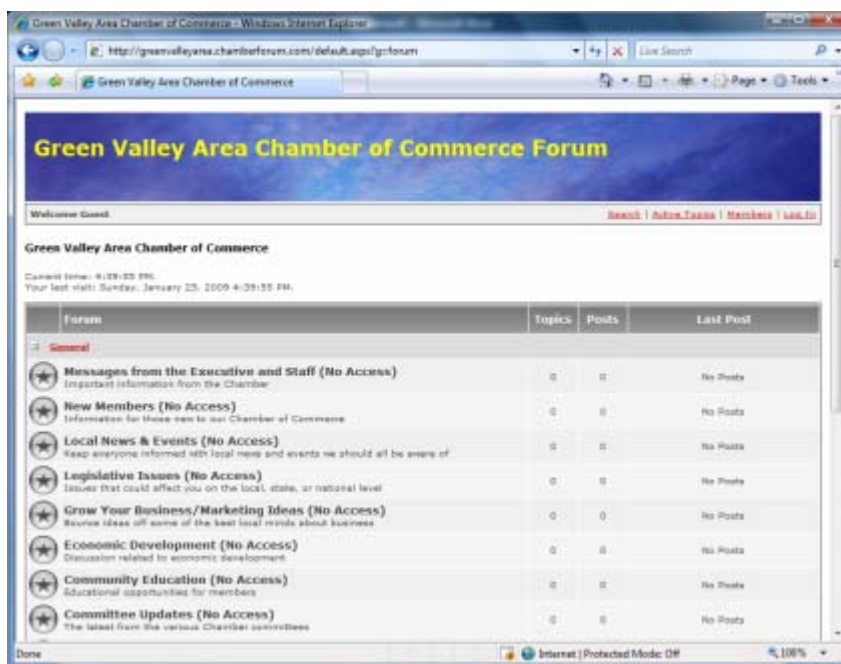 Green Valley Area Chamber of Commerce - Windows Internet Explorer
http://greenvalleyarea.chamberforum.com/default.aspx?g=forum
Live Search
Green Valley Area Chamber of Commerce
Page
Tools
Green Valley Area Chamber of Commerce Forum
Welcome Guest
Search | Active Topics | Members | Log In
Green Valley Area Chamber of Commerce
Current time: 4:39:55 PM.
Your last visit: Sunday, January 25, 2009 4:39:55 PM.
Forum Topics Posts Last Post
General
Messages from the Executive and Staff (No Access)
Important information from the Chamber
0 0 No Posts
New Members (No Access)
Information for those new to our Chamber of Commerce
0 0 No Posts
Local News & Events (No Access)
Keep everyone informed with local news and events we should all be aware of
0 0 No Posts
Legislative Issues (No Access)
Issues that could affect you on the local, state, or national level
0 0 No Posts
Grow Your Business/Marketing Ideas (No Access)
Bounce ideas off some of the best local minds about business
0 0 No Posts
Economic Development (No Access)
Discussion related to economic development
0 0 No Posts
Community Education (No Access)
Educational opportunities for members
0 0 No Posts
Committee Updates (No Access)
The latest from the various Chamber committees
0 0 No Posts
Done
Internet | Protected Mode: Off
100%